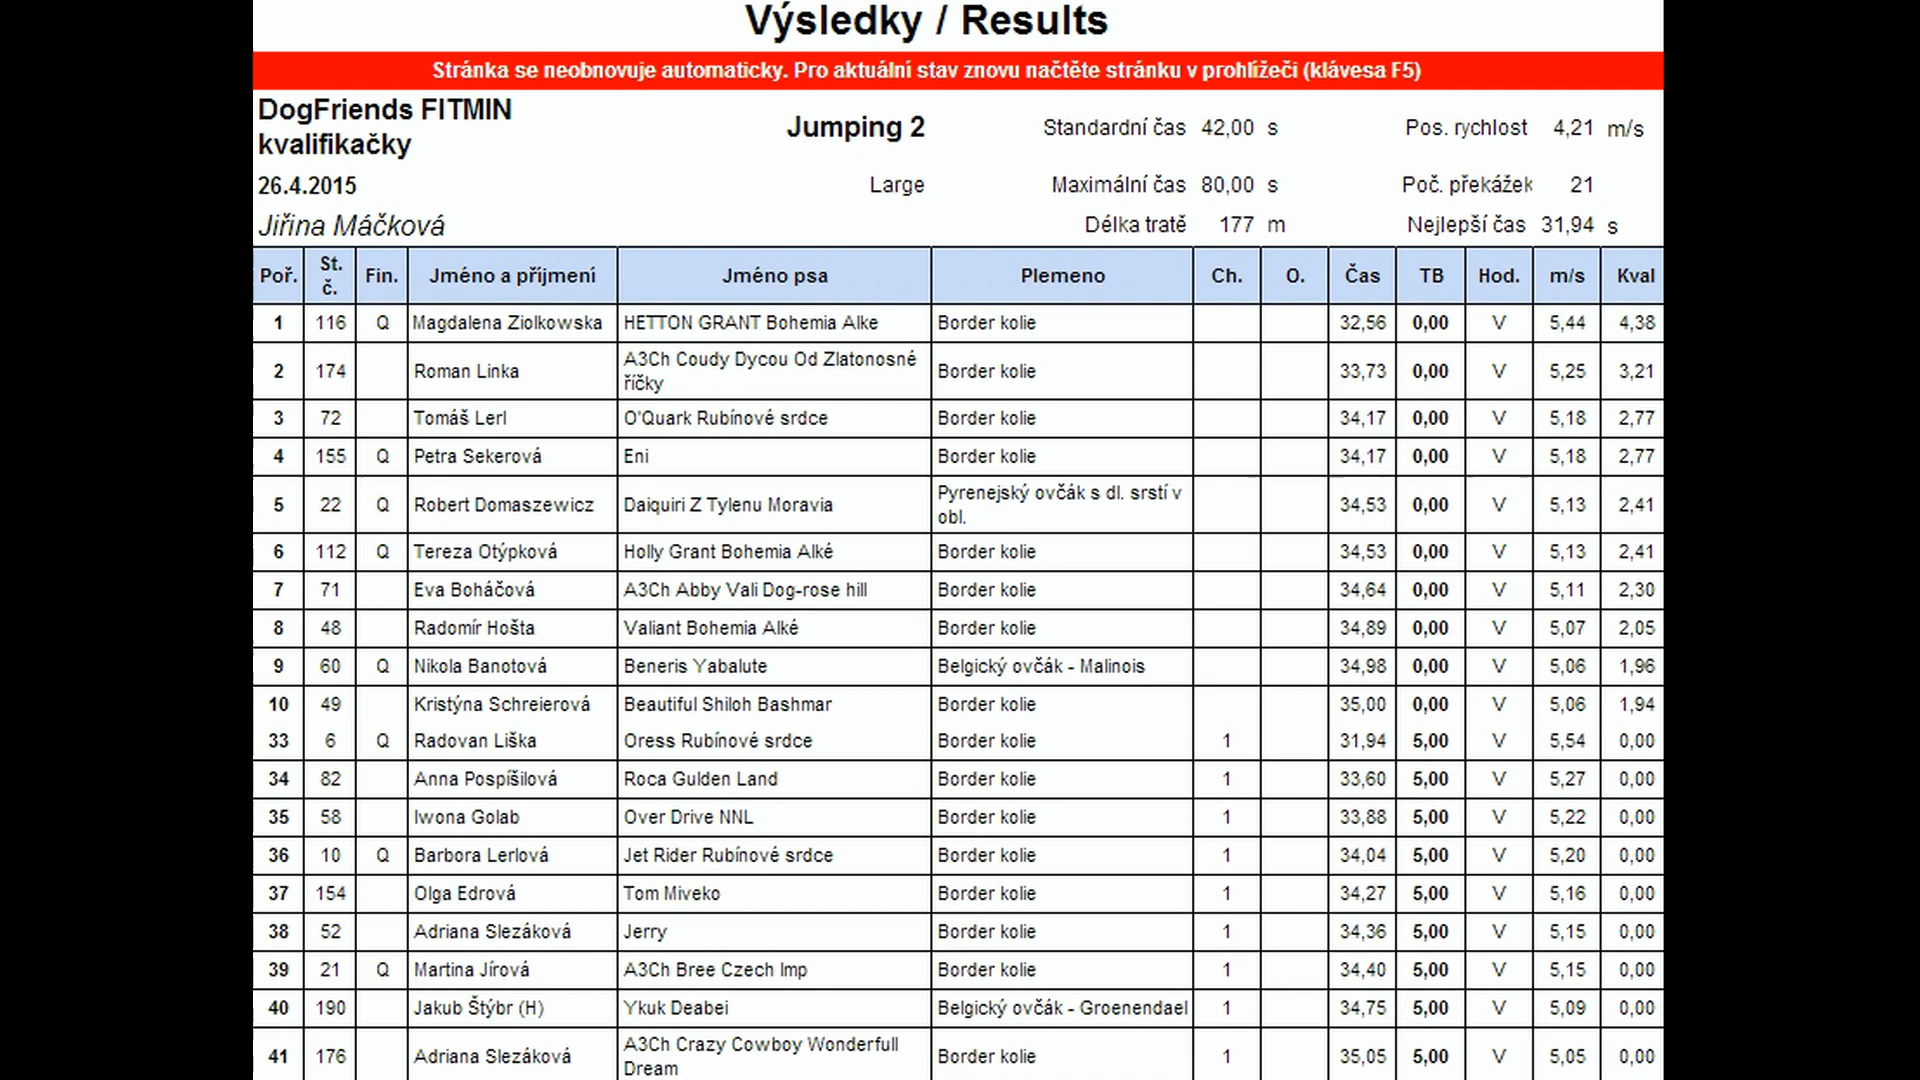 Výsledky / Results
Stránka se neobnovuje automaticky. Pro aktuální stav znovu načtěte stránku v prohlížeči (klávesa F5)
DogFriends FITMIN
kvalifikačky
Jumping 2
Standardní čas 42,00 s
Pos. rychlost 4,21 m/s
26.4.2015
Large
Maximální čas 80,00 s
Poč. překážek 21
Jiřina Máčková
Délka tratě 177 m
Nejlepší čas 31,94 s
Poř. St. č. Fin. Jméno a příjmení Jméno psa Plemeno Ch. O. Čas TB Hod. m/s Kval
1 116 Q Magdalena Ziolkowska HETTON GRANT Bohemia Alke Border kolie 32,56 0,00 V 5,44 4,38
2 174 Roman Linka A3Ch Coudy Dycou Od Zlatonosné říčky Border kolie 33,73 0,00 V 5,25 3,21
3 72 Tomáš Lerl O'Quark Rubínové srdce Border kolie 34,17 0,00 V 5,18 2,77
4 155 Q Petra Sekerová Eni Border kolie 34,17 0,00 V 5,18 2,77
5 22 Q Robert Domaszewicz Daiquiri Z Tylenu Moravia Pyrenejský ovčák s dl. srstí v obl. 34,53 0,00 V 5,13 2,41
6 112 Q Tereza Otýpková Holly Grant Bohemia Alké Border kolie 34,53 0,00 V 5,13 2,41
7 71 Eva Boháčová A3Ch Abby Vali Dog-rose hill Border kolie 34,64 0,00 V 5,11 2,30
8 48 Radomír Hošta Valiant Bohemia Alké Border kolie 34,89 0,00 V 5,07 2,05
9 60 Q Nikola Banotová Beneris Yabalute Belgický ovčák - Malinois 34,98 0,00 V 5,06 1,96
10 49 Kristýna Schreierová Beautiful Shiloh Bashmar Border kolie 35,00 0,00 V 5,06 1,94
33 6 Q Radovan Liška Oress Rubínové srdce Border kolie 1 31,94 5,00 V 5,54 0,00
34 82 Anna Pospíšilová Roca Gulden Land Border kolie 1 33,60 5,00 V 5,27 0,00
35 58 Iwona Golab Over Drive NNL Border kolie 1 33,88 5,00 V 5,22 0,00
36 10 Q Barbora Lerlová Jet Rider Rubínové srdce Border kolie 1 34,04 5,00 V 5,20 0,00
37 154 Olga Edrová Tom Miveko Border kolie 1 34,27 5,00 V 5,16 0,00
38 52 Adriana Slezáková Jerry Border kolie 1 34,36 5,00 V 5,15 0,00
39 21 Q Martina Jírová A3Ch Bree Czech Imp Border kolie 1 34,40 5,00 V 5,15 0,00
40 190 Jakub Štýbr (H) Ykuk Deabei Belgický ovčák - Groenendael 1 34,75 5,00 V 5,09 0,00
41 176 Adriana Slezáková A3Ch Crazy Cowboy Wonderfull Dream Border kolie 1 35,05 5,00 V 5,05 0,00